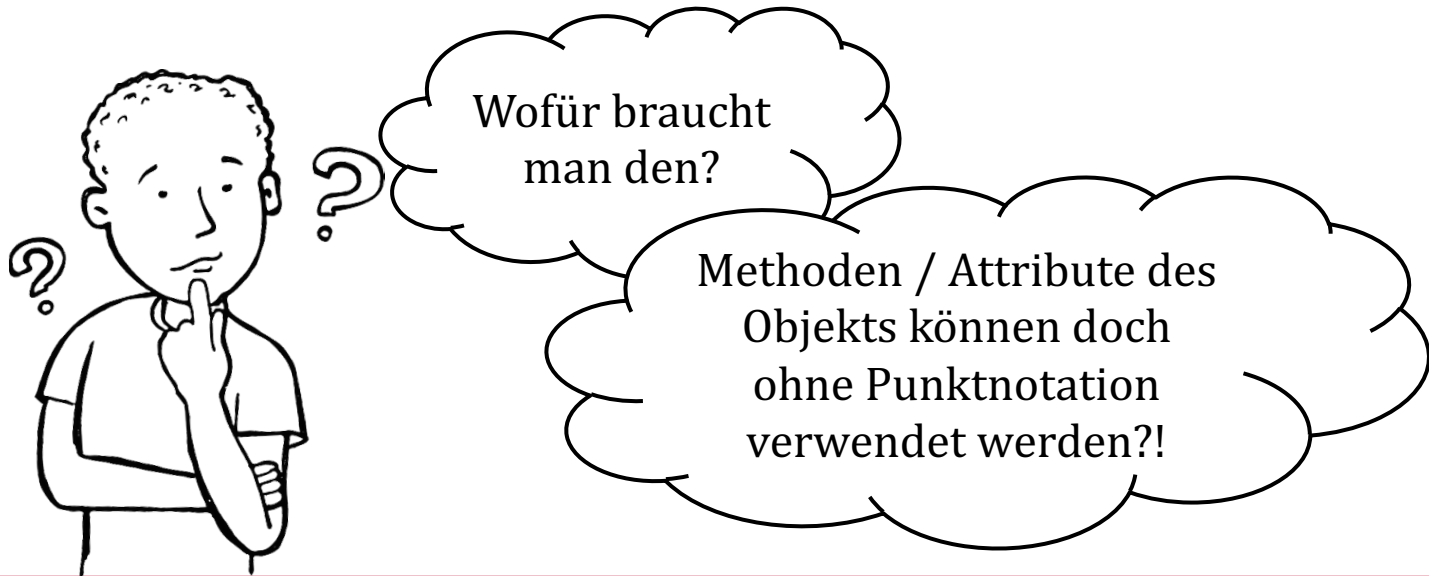 Wofür braucht
man den?
Methoden / Attribute des
Objekts können doch
ohne Punktnotation
verwendet werden?!
?
?